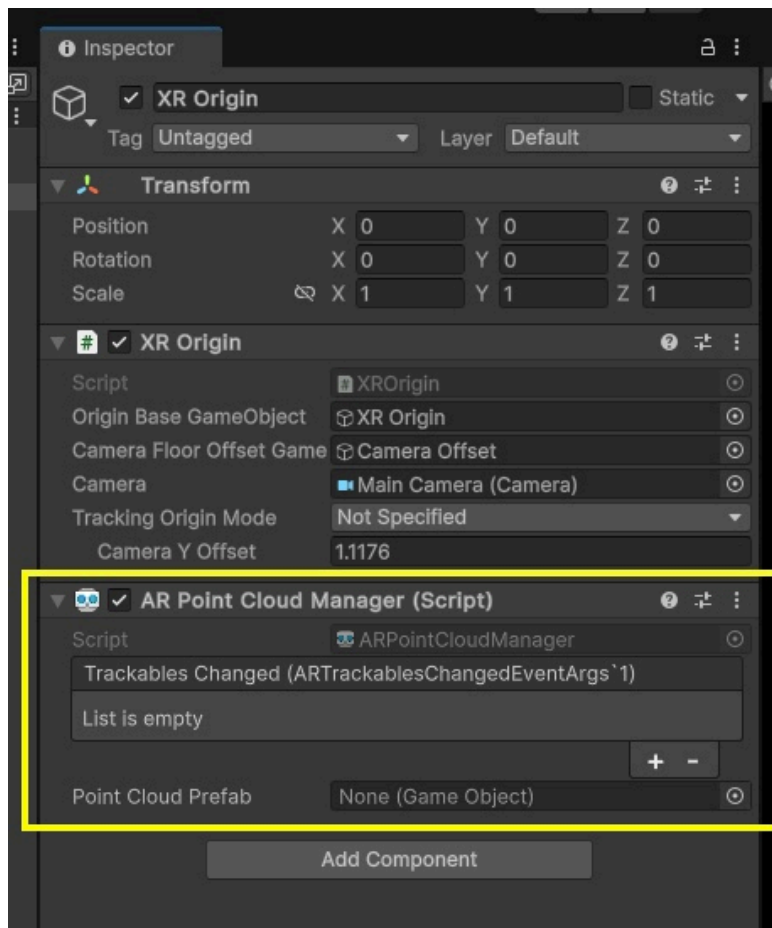 Inspector
XR Origin Static
Tag Untagged Layer Default
Transform
Position X 0 Y 0 Z 0
Rotation X 0 Y 0 Z 0
Scale X 1 Y 1 Z 1
# XR Origin
Script # XROrigin
Origin Base GameObject XR Origin
Camera Floor Offset Game Camera Offset
Camera Main Camera (Camera)
Tracking Origin Mode Not Specified
Camera Y Offset 1.1176
AR Point Cloud Manager (Script)
Script ARPointCloudManager
Trackables Changed (ARTrackablesChangedEventArgs`1)
List is empty
+ -
Point Cloud Prefab None (Game Object)
Add Component